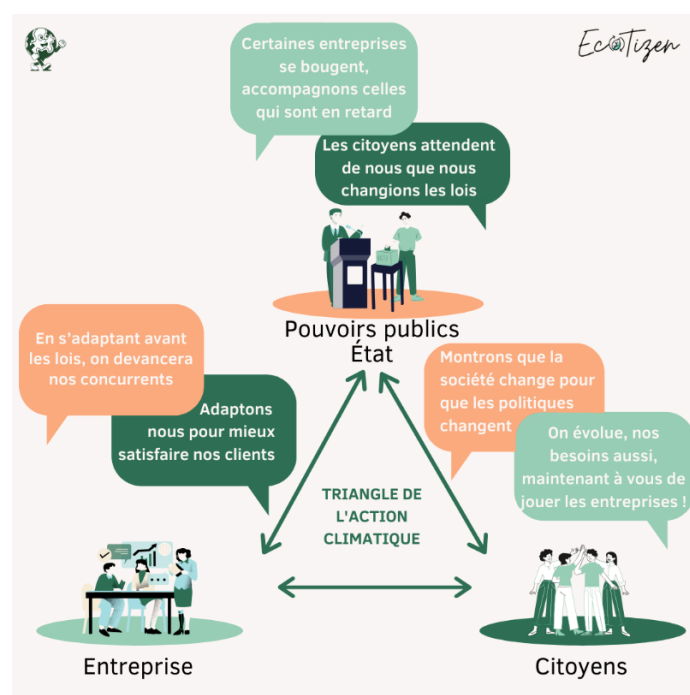 EcoTizen
Certaines entreprises
se bougent,
accompagnons celles
qui sont en retard
Les citoyens attendent
de nous que nous
changions les lois
Pouvoirs publics
État
En s'adaptant avant
les lois, on devancera
nos concurrents
Adaptons
nous pour mieux
satisfaire nos clients
Montrons que la
société change pour
que les politiques
changent
On évolue, nos
besoins aussi,
maintenant à vous de
jouer les entreprises !
TRIANGLE DE
L'ACTION
CLIMATIQUE
Entreprise
Citoyens